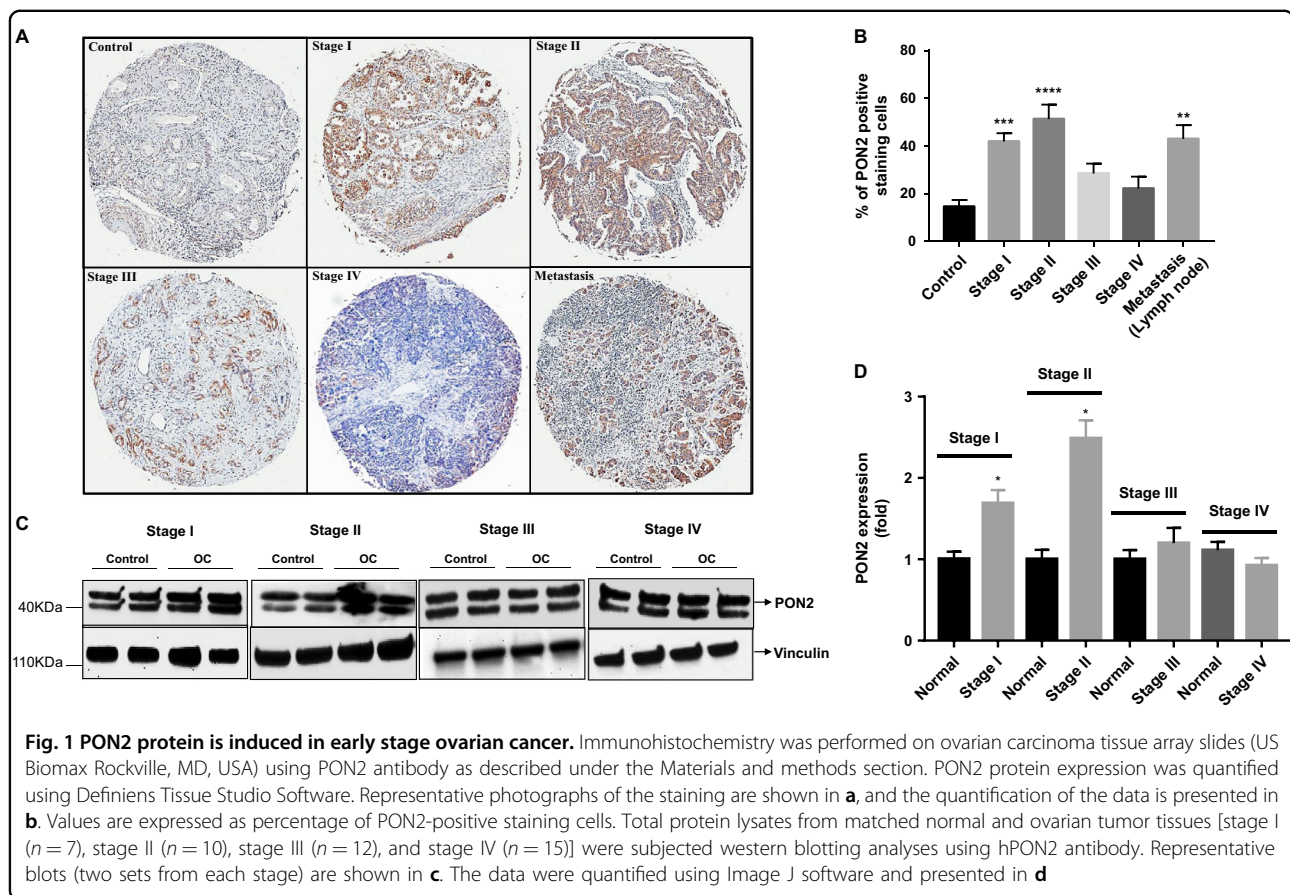 A
Control
Stage I
Stage II
Stage III
Stage IV
Metastasis
B
% of PON2 positive
staining cells
80
60
40
20
0
***
****
**
Control
Stage I
Stage II
Stage III
Stage IV
Metastasis
(Lymph node)
C
Stage I
Stage II
Stage III
Stage IV
Control OC
Control OC
Control OC
Control OC
40KDa
PON2
110KDa
Vinculin
D
PON2 expression
(fold)
3
2
1
0
Stage I
Stage II
Stage III
Stage IV
*
*
Normal
Stage I
Normal
Stage II
Normal
Stage III
Normal
Stage IV
Fig. 1 PON2 protein is induced in early stage ovarian cancer. Immunohistochemistry was performed on ovarian carcinoma tissue array slides (US
Biomax Rockville, MD, USA) using PON2 antibody as described under the Materials and methods section. PON2 protein expression was quantified
using Definiens Tissue Studio Software. Representative photographs of the staining are shown in a, and the quantification of the data is presented in
b. Values are expressed as percentage of PON2-positive staining cells. Total protein lysates from matched normal and ovarian tumor tissues [stage I
(n = 7), stage II (n = 10), stage III (n = 12), and stage IV (n = 15)] were subjected western blotting analyses using hPON2 antibody. Representative
blots (two sets from each stage) are shown in c. The data were quantified using Image J software and presented in d